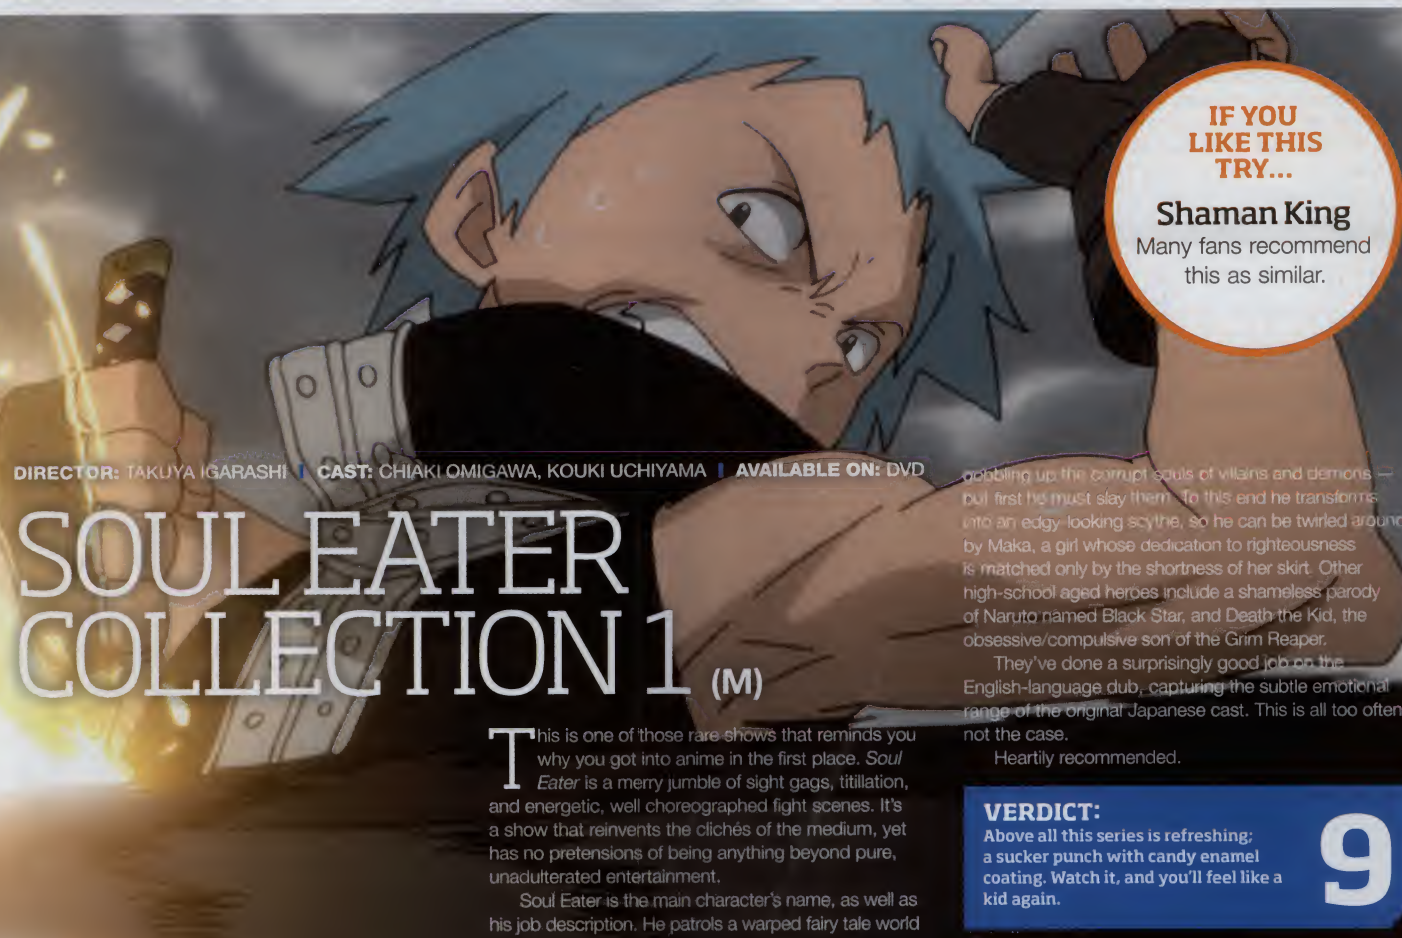 IF YOU
LIKE THIS
TRY...
Shaman King
Many fans recommend
this as similar.
DIRECTOR: TAKUYA IGARASHI | CAST: CHIAKI OMIGAWA, KOUKI UCHIYAMA | AVAILABLE ON: DVD
SOUL EATER
COLLECTION 1 (M)
This is one of those rare shows that reminds you
why you got into anime in the first place. Soul
Eater is a merry jumble of sight gags, titillation,
and energetic, well choreographed fight scenes. It's
a show that reinvents the clichés of the medium, yet
has no pretensions of being anything beyond pure,
unadulterated entertainment.
Soul Eater is the main character's name, as well as
his job description. He patrols a warped fairy tale world
gobbling up the corrupt souls of villains and demons —
but first he must slay them. To this end he transforms
into an edgy looking scythe, so he can be twirled around
by Maka, a girl whose dedication to righteousness
is matched only by the shortness of her skirt. Other
high-school aged heroes include a shameless parody
of Naruto named Black Star, and Death the Kid, the
obsessive/compulsive son of the Grim Reaper.
They've done a surprisingly good job on the
English-language dub, capturing the subtle emotional
range of the original Japanese cast. This is all too often
not the case.
Heartily recommended.
VERDICT:
Above all this series is refreshing;
a sucker punch with candy enamel
coating. Watch it, and you'll feel like a
kid again.
9